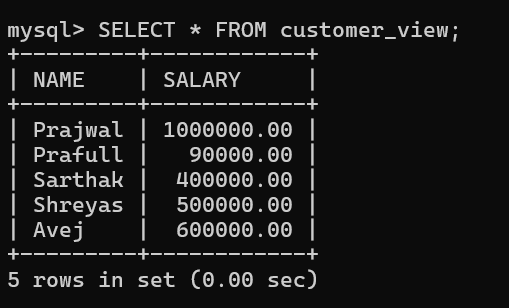 mysql> SELECT * FROM customer_view;
+---------+------------+
| NAME    | SALARY     |
+---------+------------+
| Prajwal | 1000000.00 |
| Prafull |   90000.00 |
| Sarthak |  400000.00 |
| Shreyas |  500000.00 |
| Avej    |  600000.00 |
+---------+------------+
5 rows in set (0.00 sec)